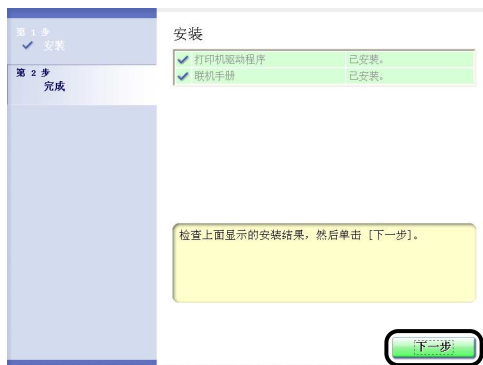 第 1 步
安装
第 2 步
完成
安装
打印机驱动程序 已安装。
联机手册 已安装。
检查上面显示的安装结果，然后单击 [下一步]。
下一步